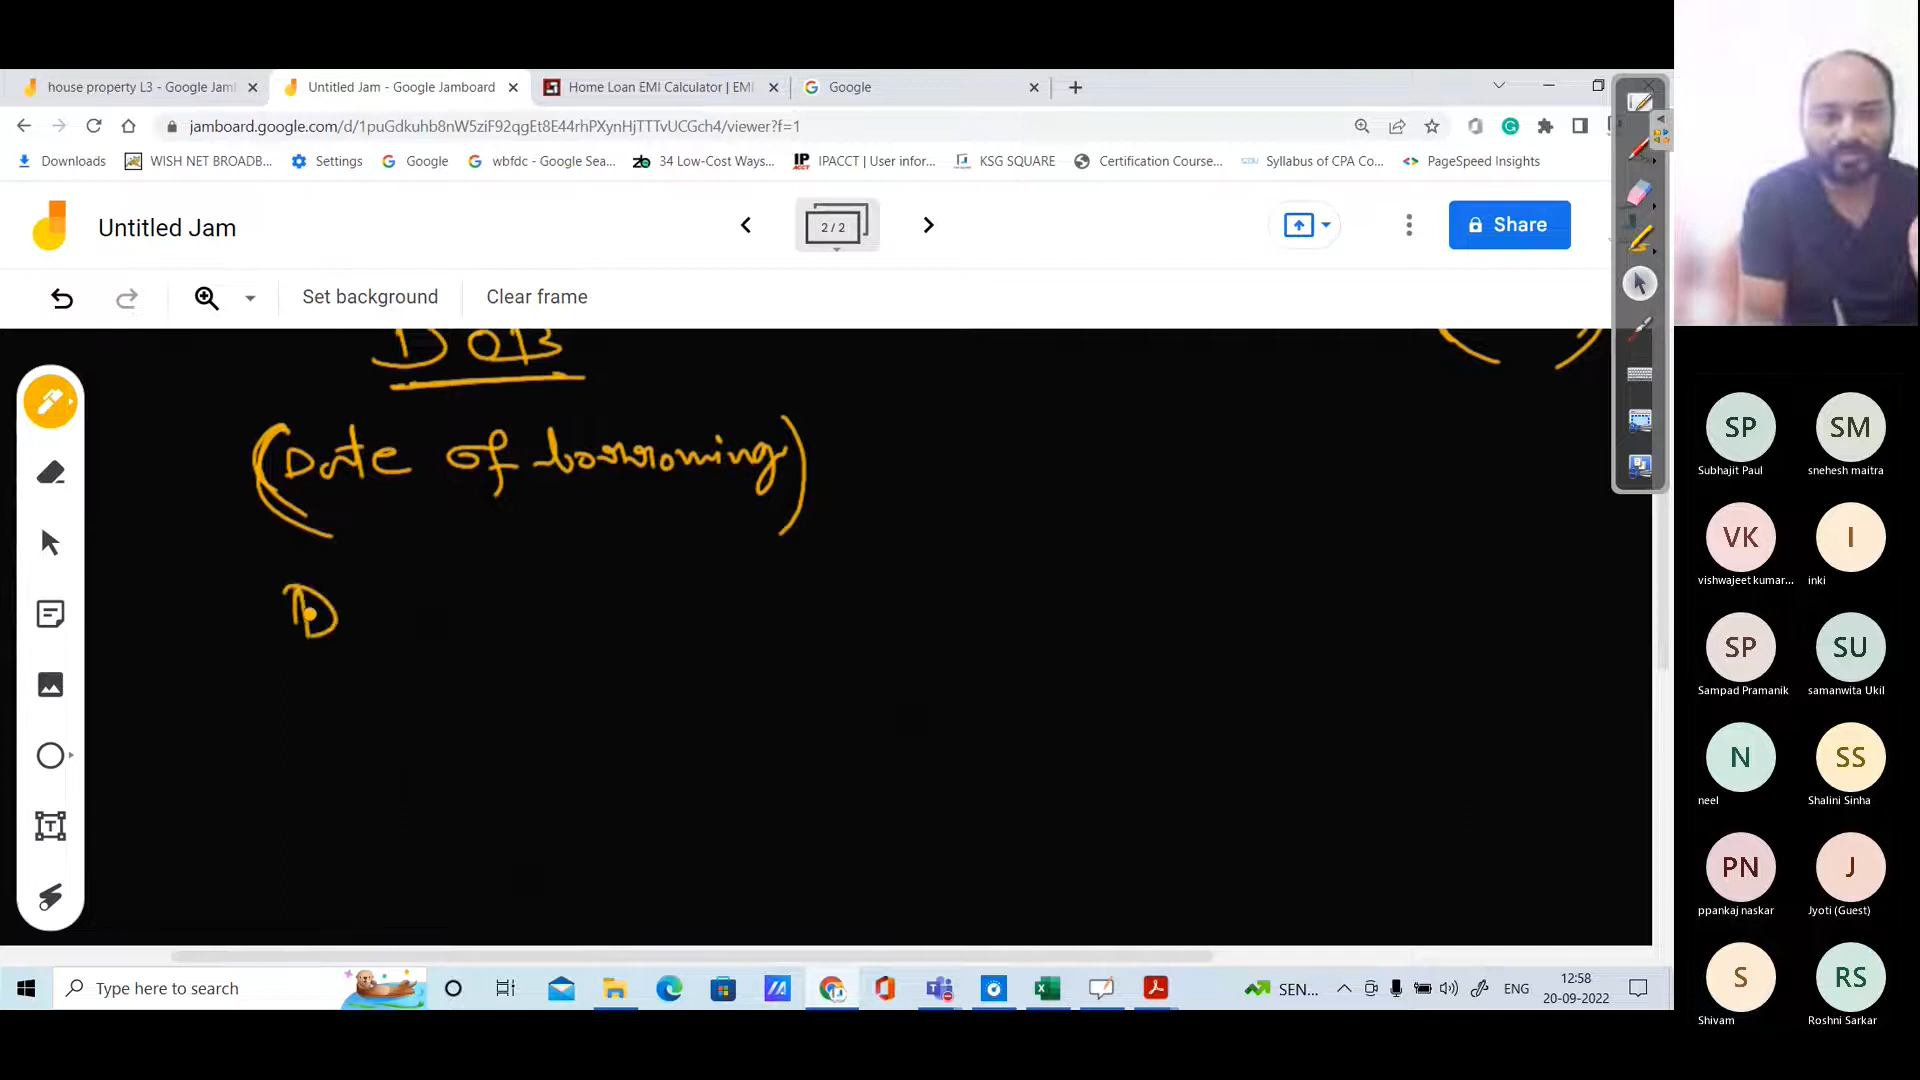 house property L3 - Google Jaml
Untitled Jam - Google Jamboard
Home Loan EMI Calculator | EMI
Google
jamboard.google.com/d/1puGdkuhb8nW5ziF92qgEt8E44rhPXynHjTTTvUCGch4/viewer?f=1
Downloads
WISH NET BROADB...
Settings
Google
wbfdc - Google Sea...
34 Low-Cost Ways...
IPACCT | User infor...
KSG SQUARE
Certification Course...
Syllabus of CPA Co...
PageSpeed Insights
Untitled Jam
2 / 2
Share
Set background
Clear frame
DOB
(Date of borrowing)
D
SP
Subhajit Paul
SM
snehesh maitra
VK
vishwajeet kumar...
I
inki
SP
Sampad Pramanik
SU
samanwita Ukil
N
neel
SS
Shalini Sinha
PN
ppankaj naskar
J
Jyoti (Guest)
S
Shivam
RS
Roshni Sarkar
Type here to search
SEN...
ENG
12:58
20-09-2022